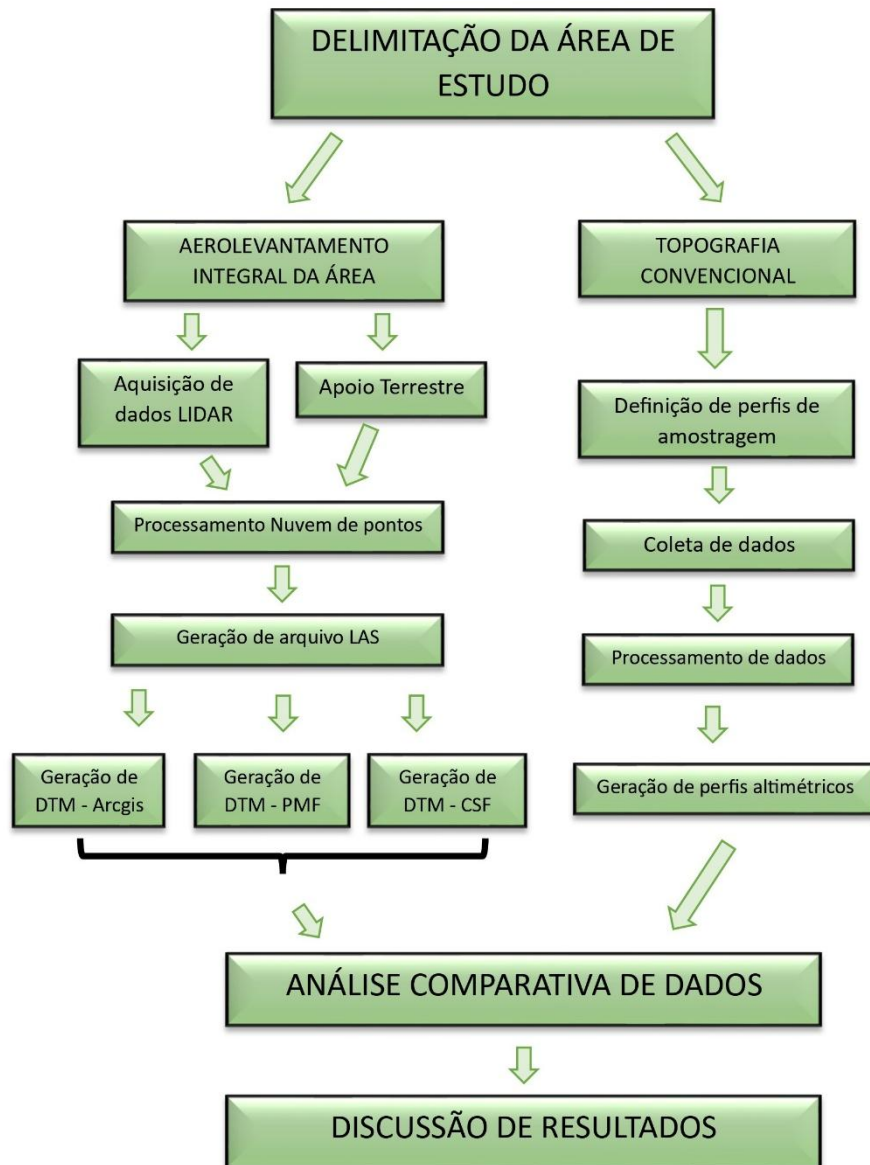 DELIMITAÇÃO DA ÁREA DE
ESTUDO
AEROLEVANTAMENTO
INTEGRAL DA ÁREA
TOPOGRAFIA
CONVENCIONAL
Aquisição de
dados LIDAR
Apoio Terrestre
Definição de perfis de
amostragem
Processamento Nuvem de pontos
Coleta de dados
Geração de arquivo LAS
Processamento de dados
Geração de
DTM - Arcgis
Geração de
DTM - PMF
Geração de
DTM - CSF
Geração de perfis altimétricos
ANÁLISE COMPARATIVA DE DADOS
DISCUSSÃO DE RESULTADOS